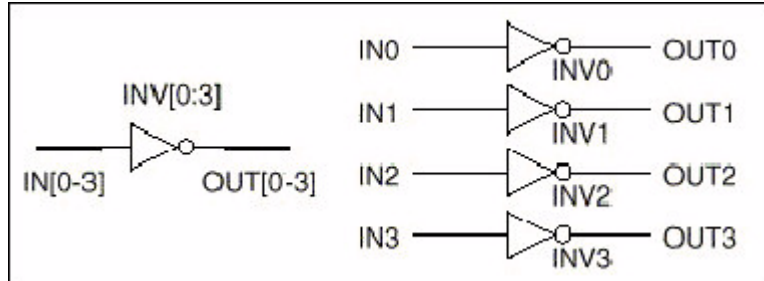 INV[0:3]
IN[0-3]
OUT[0-3]
IN0
INV0
OUT0
IN1
INV1
OUT1
IN2
INV2
OUT2
IN3
INV3
OUT3